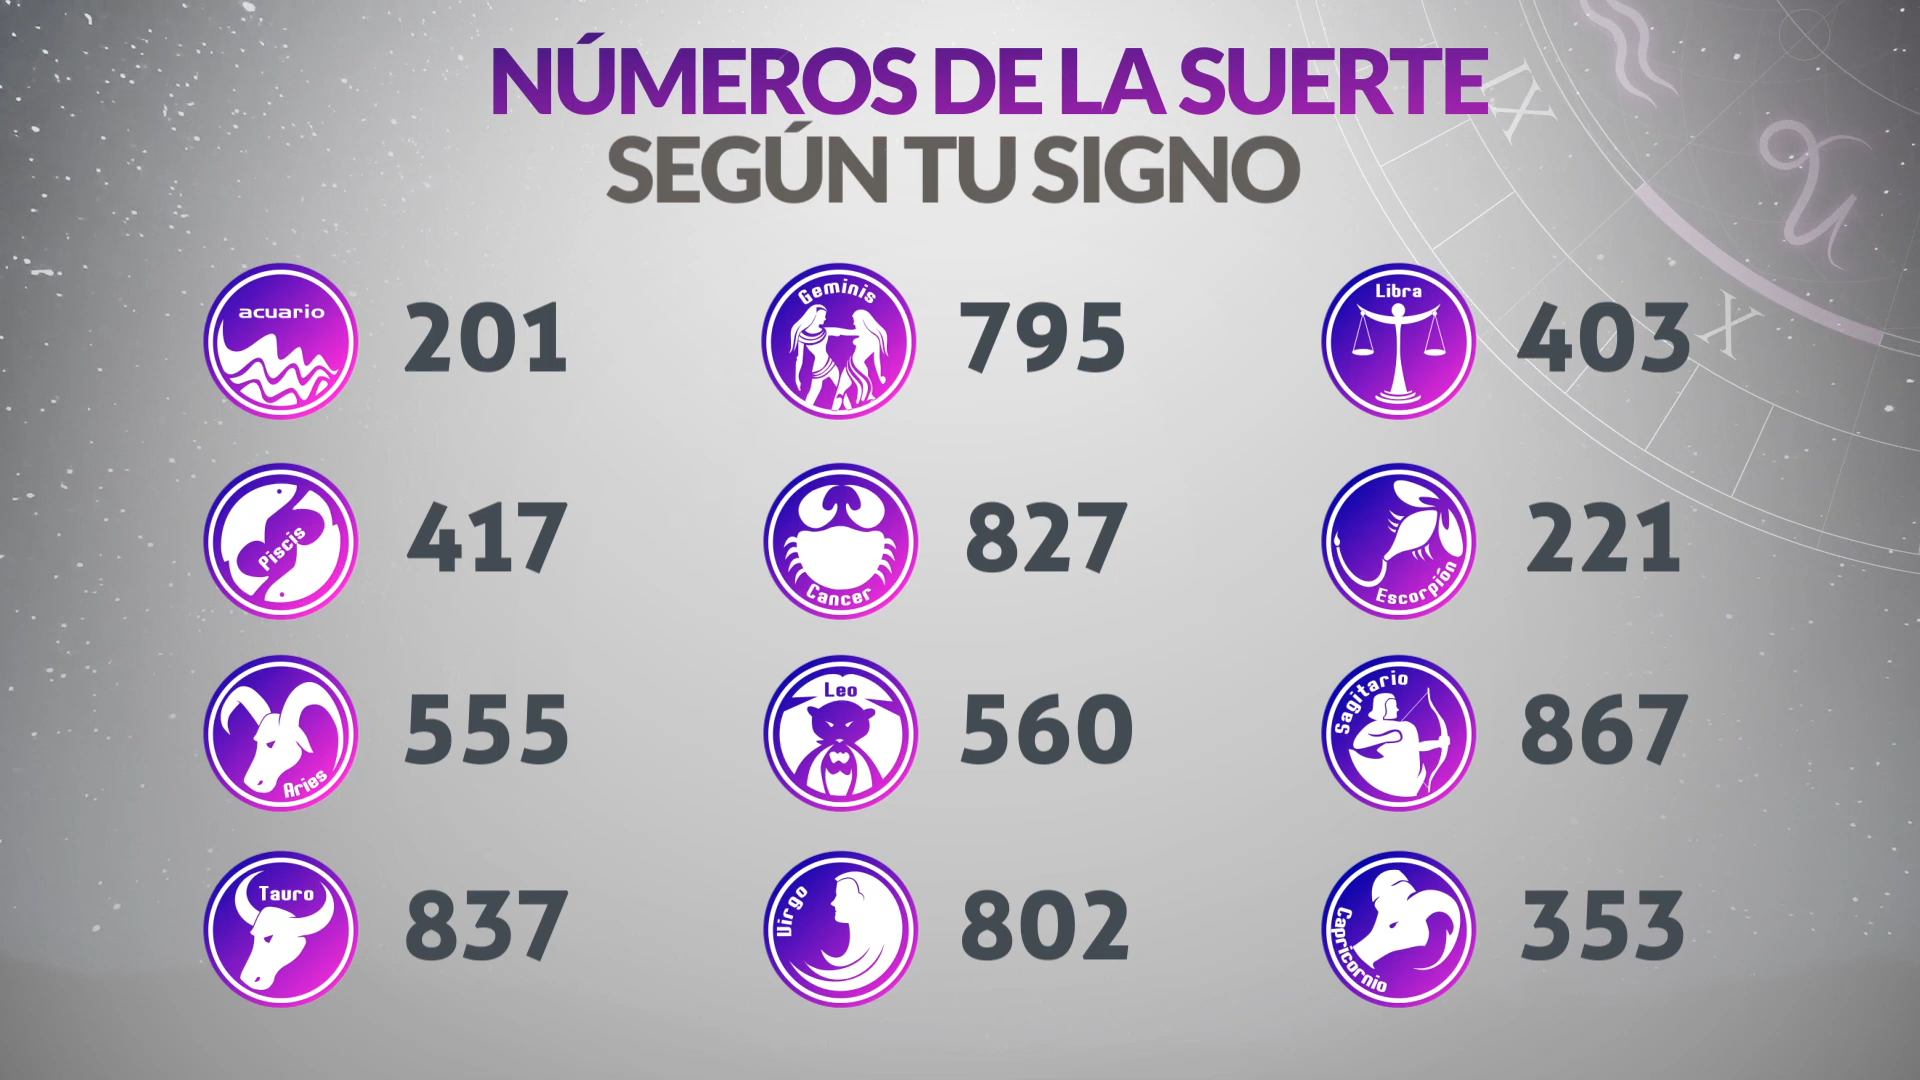 NÚMEROS DE LA SUERTE
SEGÚN TU SIGNO
acuario 201
Geminis 795
Libra 403
Piscis 417
Cancer 827
Escorpión 221
Aries 555
Leo 560
Sagitario 867
Tauro 837
Virgo 802
Capricornio 353